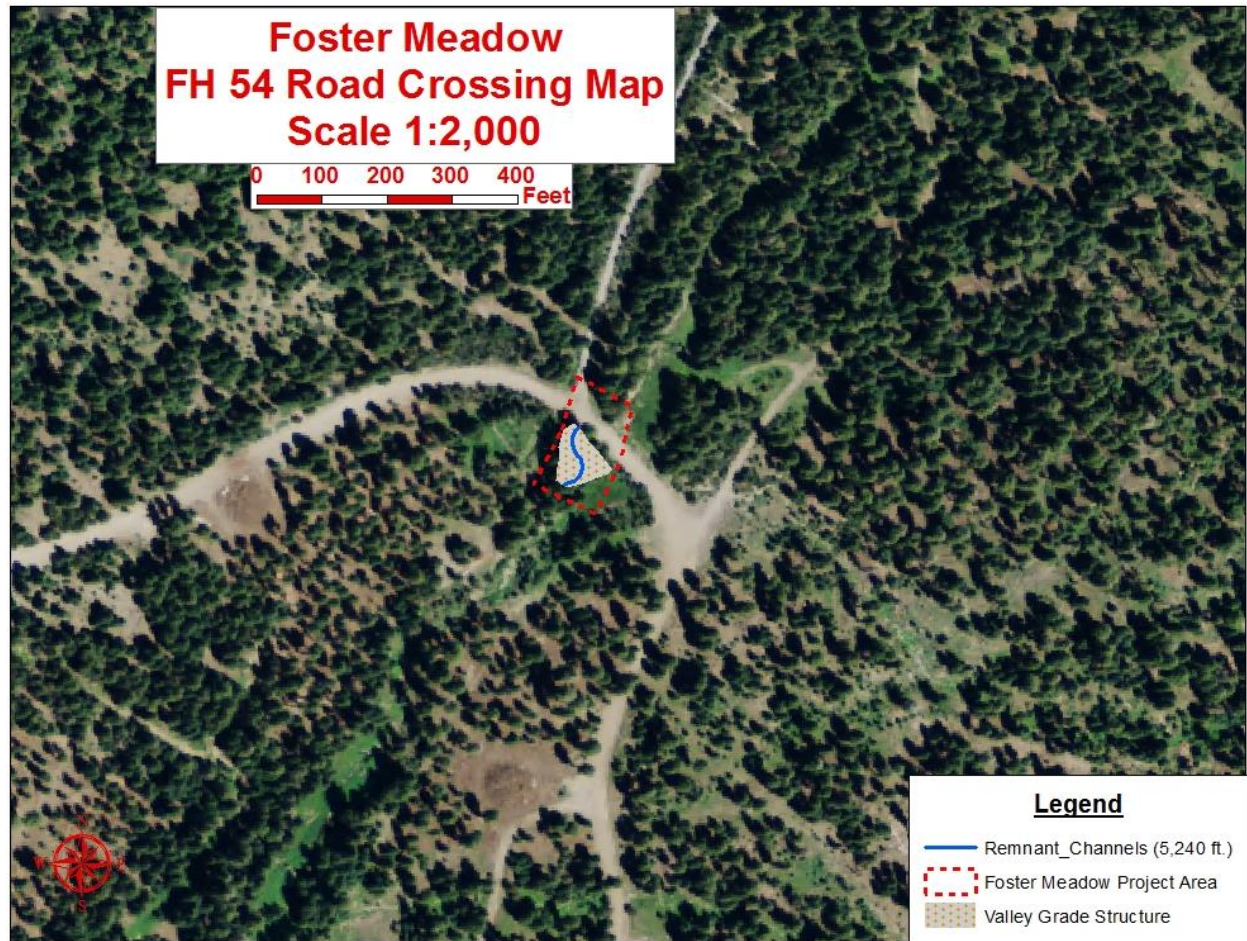 Foster Meadow
FH 54 Road Crossing Map
Scale 1:2,000
0 100 200 300 400
Feet
N
W E
S
Legend
Remnant_Channels (5,240 ft.)
Foster Meadow Project Area
Valley Grade Structure